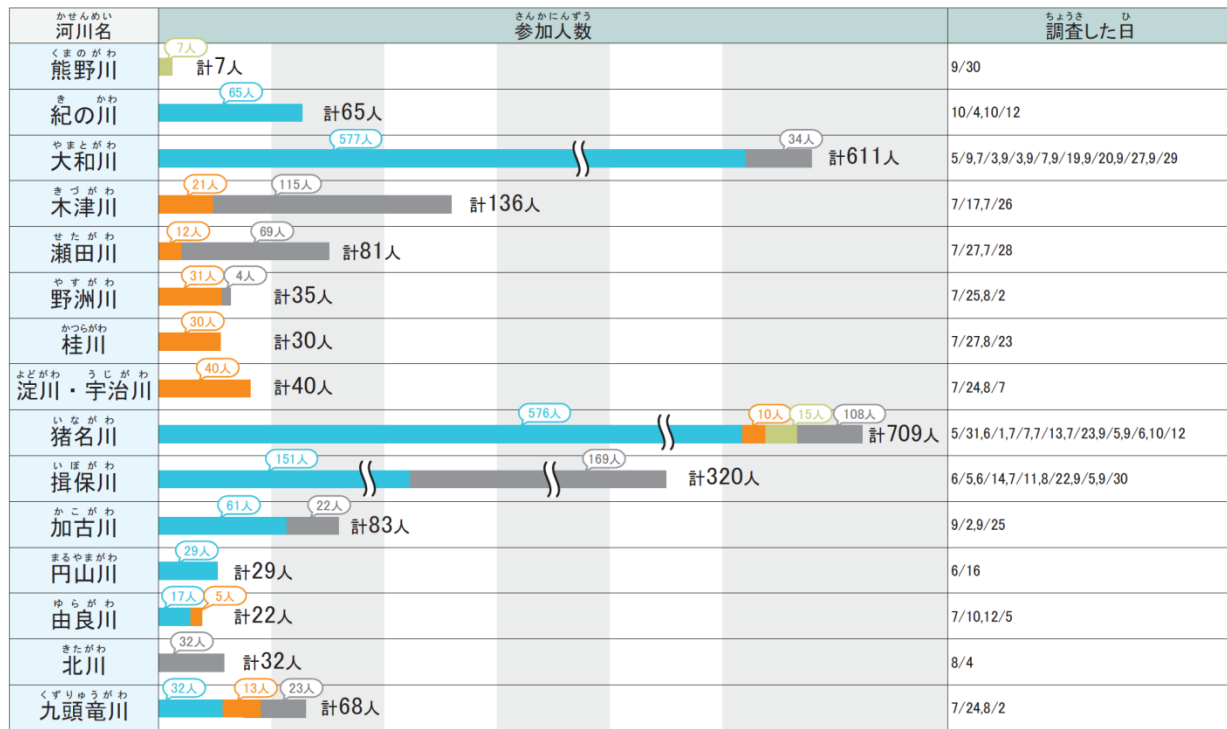 かせんめい さんかにんずう ちょうさ ひ
河川名 参加人数 調査した日
くまのがわ 7人
熊野川 計7人 9/30
き かわ 65人
紀の川 計65人 10/4,10/12
やまとがわ 577人 34人
大和川 計611人 5/9,7/3,9/3,9/7,9/19,9/20,9/27,9/29
きづがわ 21人 115人
木津川 計136人 7/17,7/26
せたがわ 12人 69人
瀬田川 計81人 7/27,7/28
やすがわ 31人 4人
野洲川 計35人 7/25,8/2
かつらがわ 30人
桂川 計30人 7/27,8/23
よどがわ うじがわ 40人
淀川・宇治川 計40人 7/24,8/7
いながわ 576人 10人 15人 108人
猪名川 計709人 5/31,6/1,7/7,7/13,7/23,9/5,9/6,10/12
いぼがわ 151人 169人
揖保川 計320人 6/5,6/14,7/11,8/22,9/5,9/30
かこがわ 61人 22人
加古川 計83人 9/2,9/25
まるやまがわ 29人
円山川 計29人 6/16
ゆらがわ 17人 5人
由良川 計22人 7/10,12/5
きたがわ 32人
北川 計32人 8/4
くずりゅうがわ 32人 13人 23人
九頭竜川 計68人 7/24,8/2